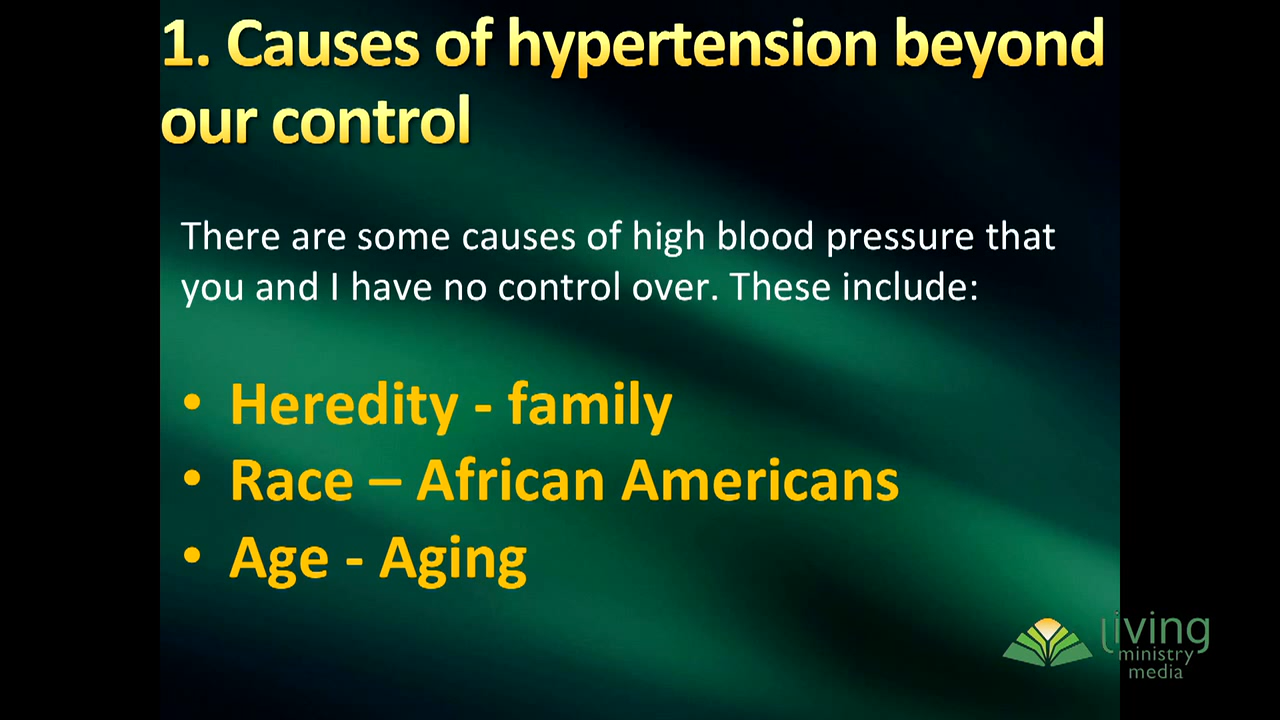 1. Causes of hypertension beyond
our control
There are some causes of high blood pressure that
you and I have no control over. These include:
• Heredity - family
• Race – African Americans
• Age - Aging
living
ministry
media